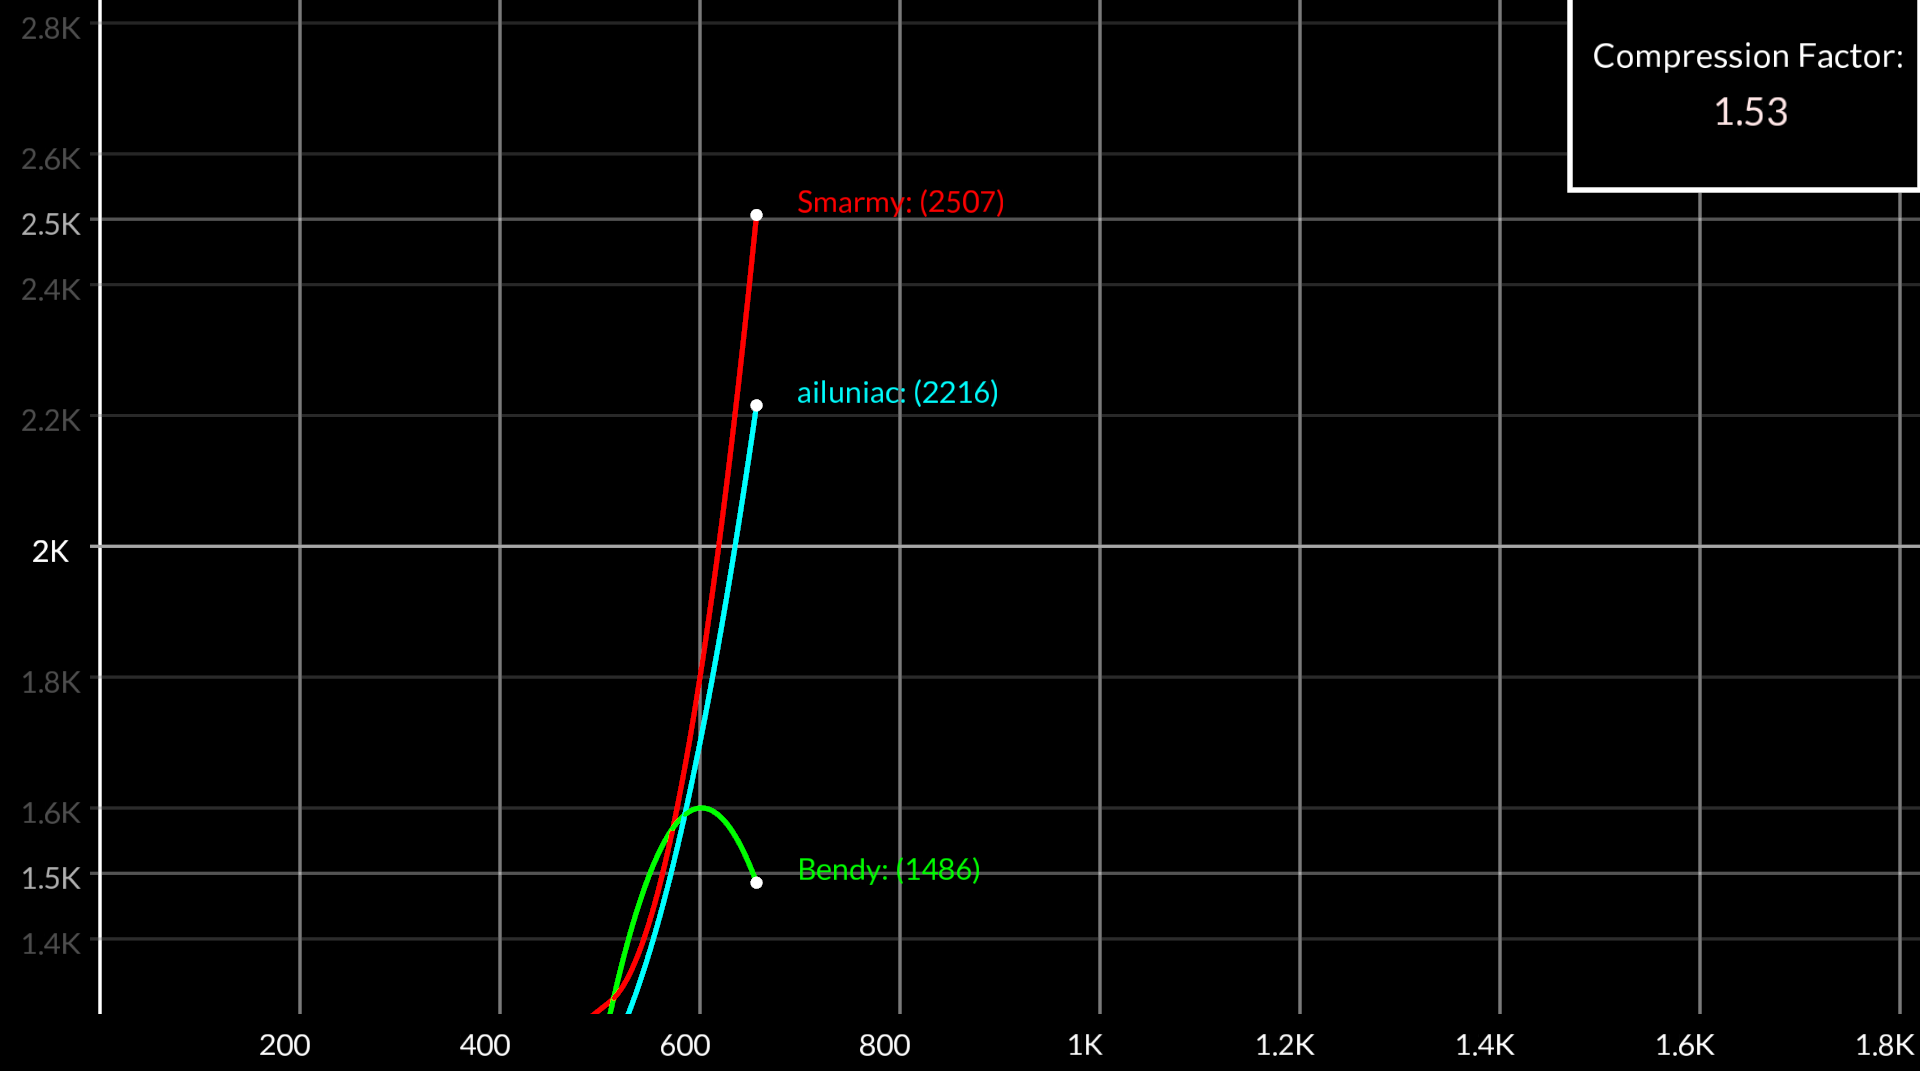 2.8K
Compression Factor:
1.53
2.6K
Smarmy: (2507)
2.5K
2.4K
ailuniac: (2216)
2.2K
2K
1.8K
1.6K
Bendy: (1486)
1.5K
1.4K
200 400 600 800 1K 1.2K 1.4K 1.6K 1.8K